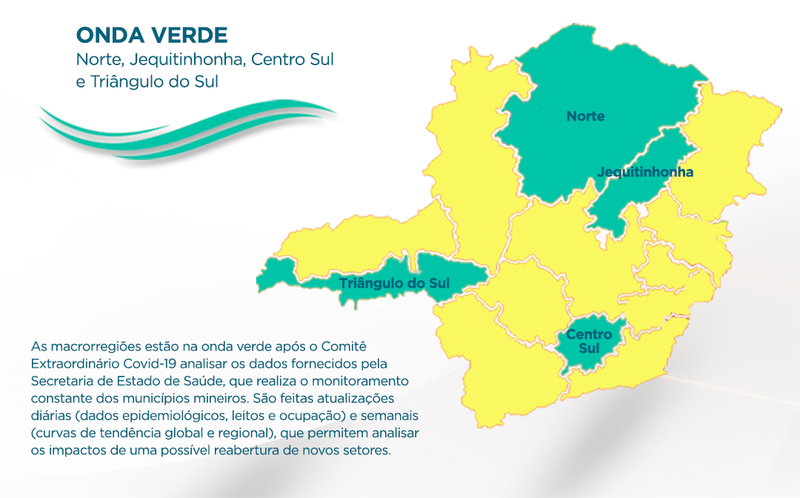 ONDA VERDE
Norte, Jequitinhonha, Centro Sul
e Triângulo do Sul
Norte
Jequitinhonha
Triângulo do Sul
Centro
Sul
As macrorregiões estão na onda verde após o Comitê
Extraordinário Covid-19 analisar os dados fornecidos pela
Secretaria de Estado de Saúde, que realiza o monitoramento
constante dos municípios mineiros. São feitas atualizações
diárias (dados epidemiológicos, leitos e ocupação) e semanais
(curvas de tendência global e regional), que permitem analisar
os impactos de uma possível reabertura de novos setores.